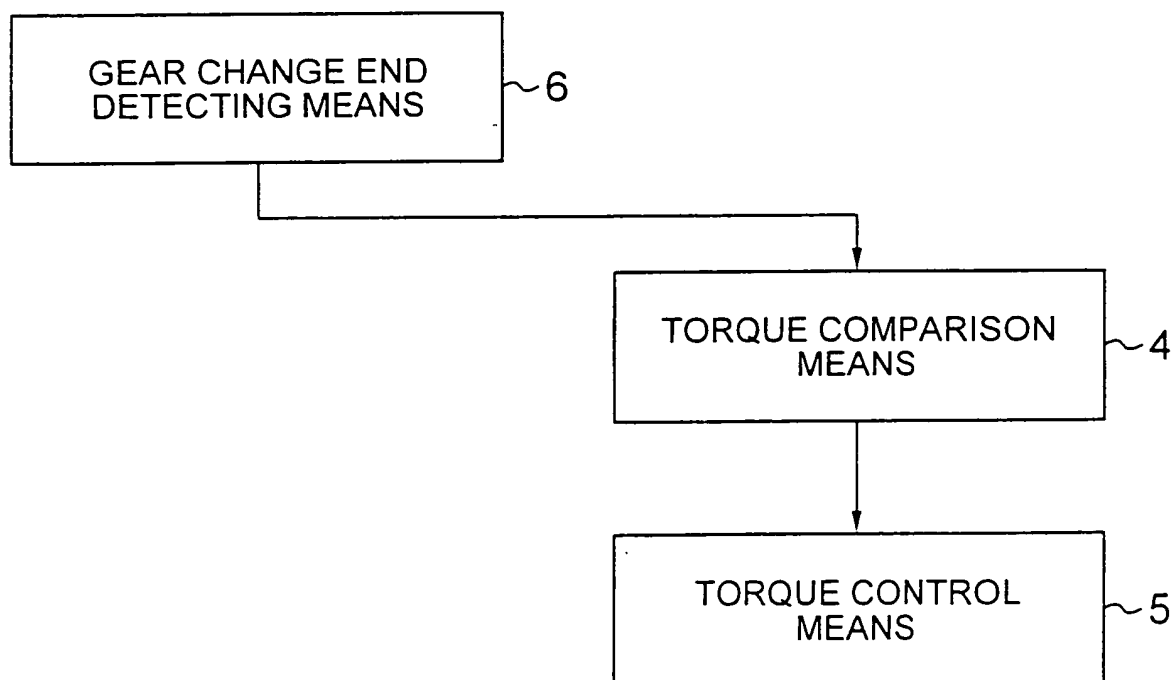 GEAR CHANGE END
DETECTING MEANS
6
TORQUE COMPARISON
MEANS
4
TORQUE CONTROL
MEANS
5